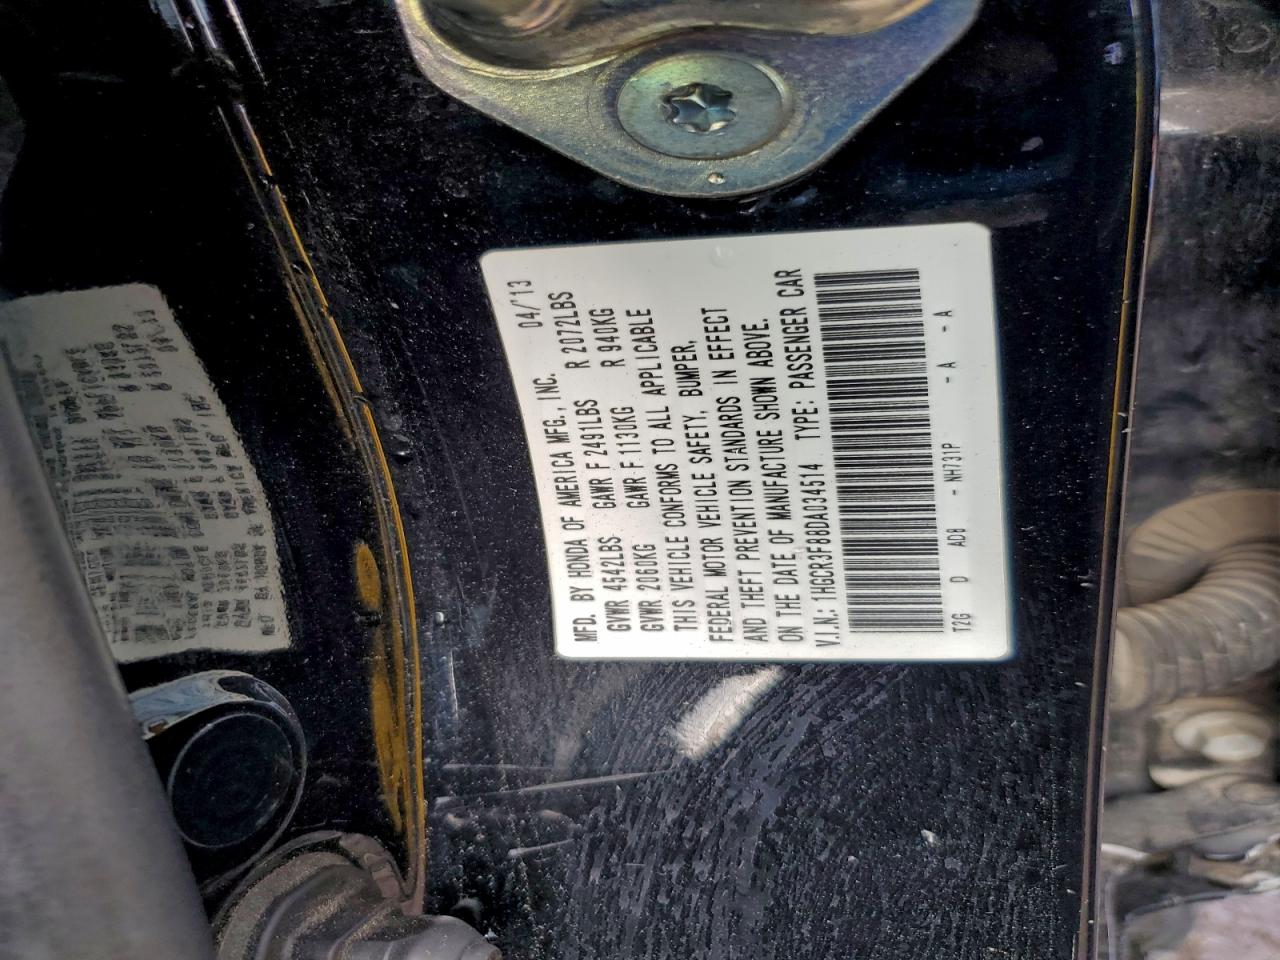 04/'13
MFD. BY HONDA OF AMERICA MFG., INC.
GVWR 4542LBS GAWR F 2491LBS R 2072LBS
GVWR 2060KG GAWR F 1130KG R 940KG
THIS VEHICLE CONFORMS TO ALL APPLICABLE
FEDERAL MOTOR VEHICLE SAFETY, BUMPER,
AND THEFT PREVENTION STANDARDS IN EFFECT
ON THE DATE OF MANUFACTURE SHOWN ABOVE.
V.I.N.: 1HGCR3F88DA034514 TYPE: PASSENGER CAR
T2G D AD8 - NH731P - A - A